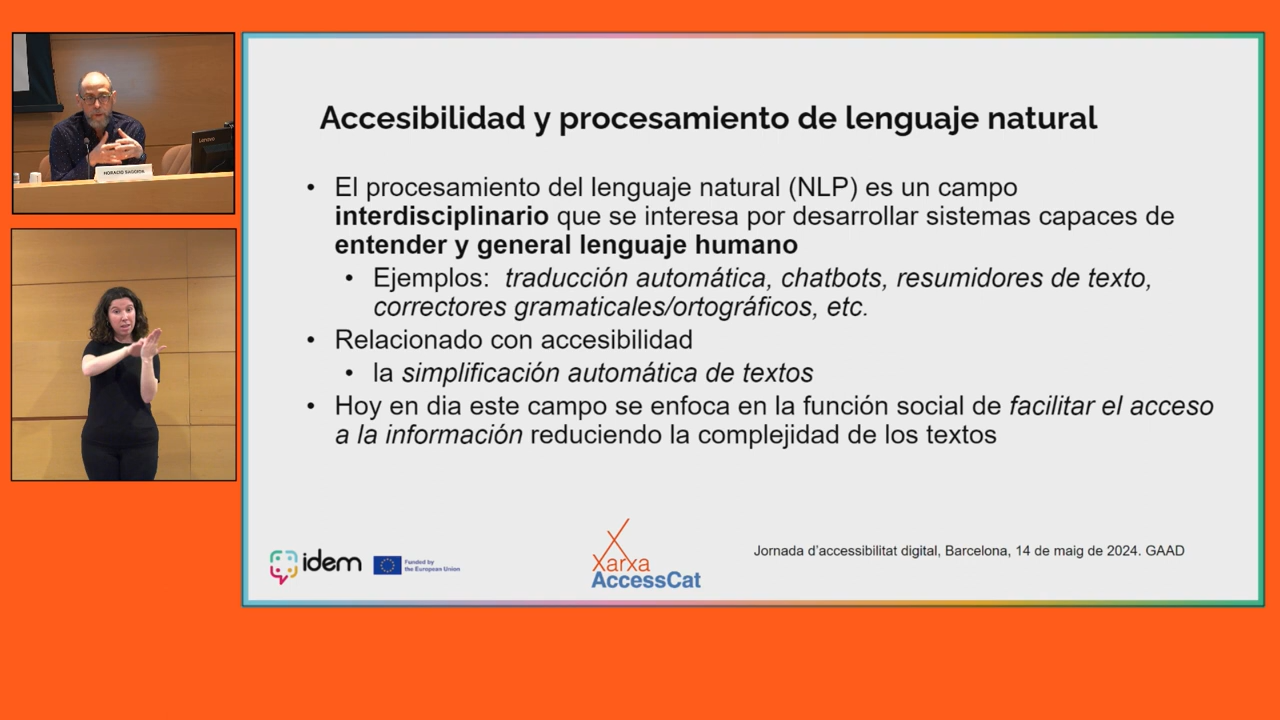 Lenovo
HORACIO SAGGION
Accesibilidad y procesamiento de lenguaje natural
• El procesamiento del lenguaje natural (NLP) es un campo
interdisciplinario que se interesa por desarrollar sistemas capaces de
entender y general lenguaje humano
• Ejemplos: traducción automática, chatbots, resumidores de texto,
correctores gramaticales/ortográficos, etc.
• Relacionado con accesibilidad
• la simplificación automática de textos
• Hoy en dia este campo se enfoca en la función social de facilitar el acceso
a la información reduciendo la complejidad de los textos
idem
Funded by
the European Union
Xarxa
AccessCat
Jornada d'accessibilitat digital, Barcelona, 14 de maig de 2024. GAAD